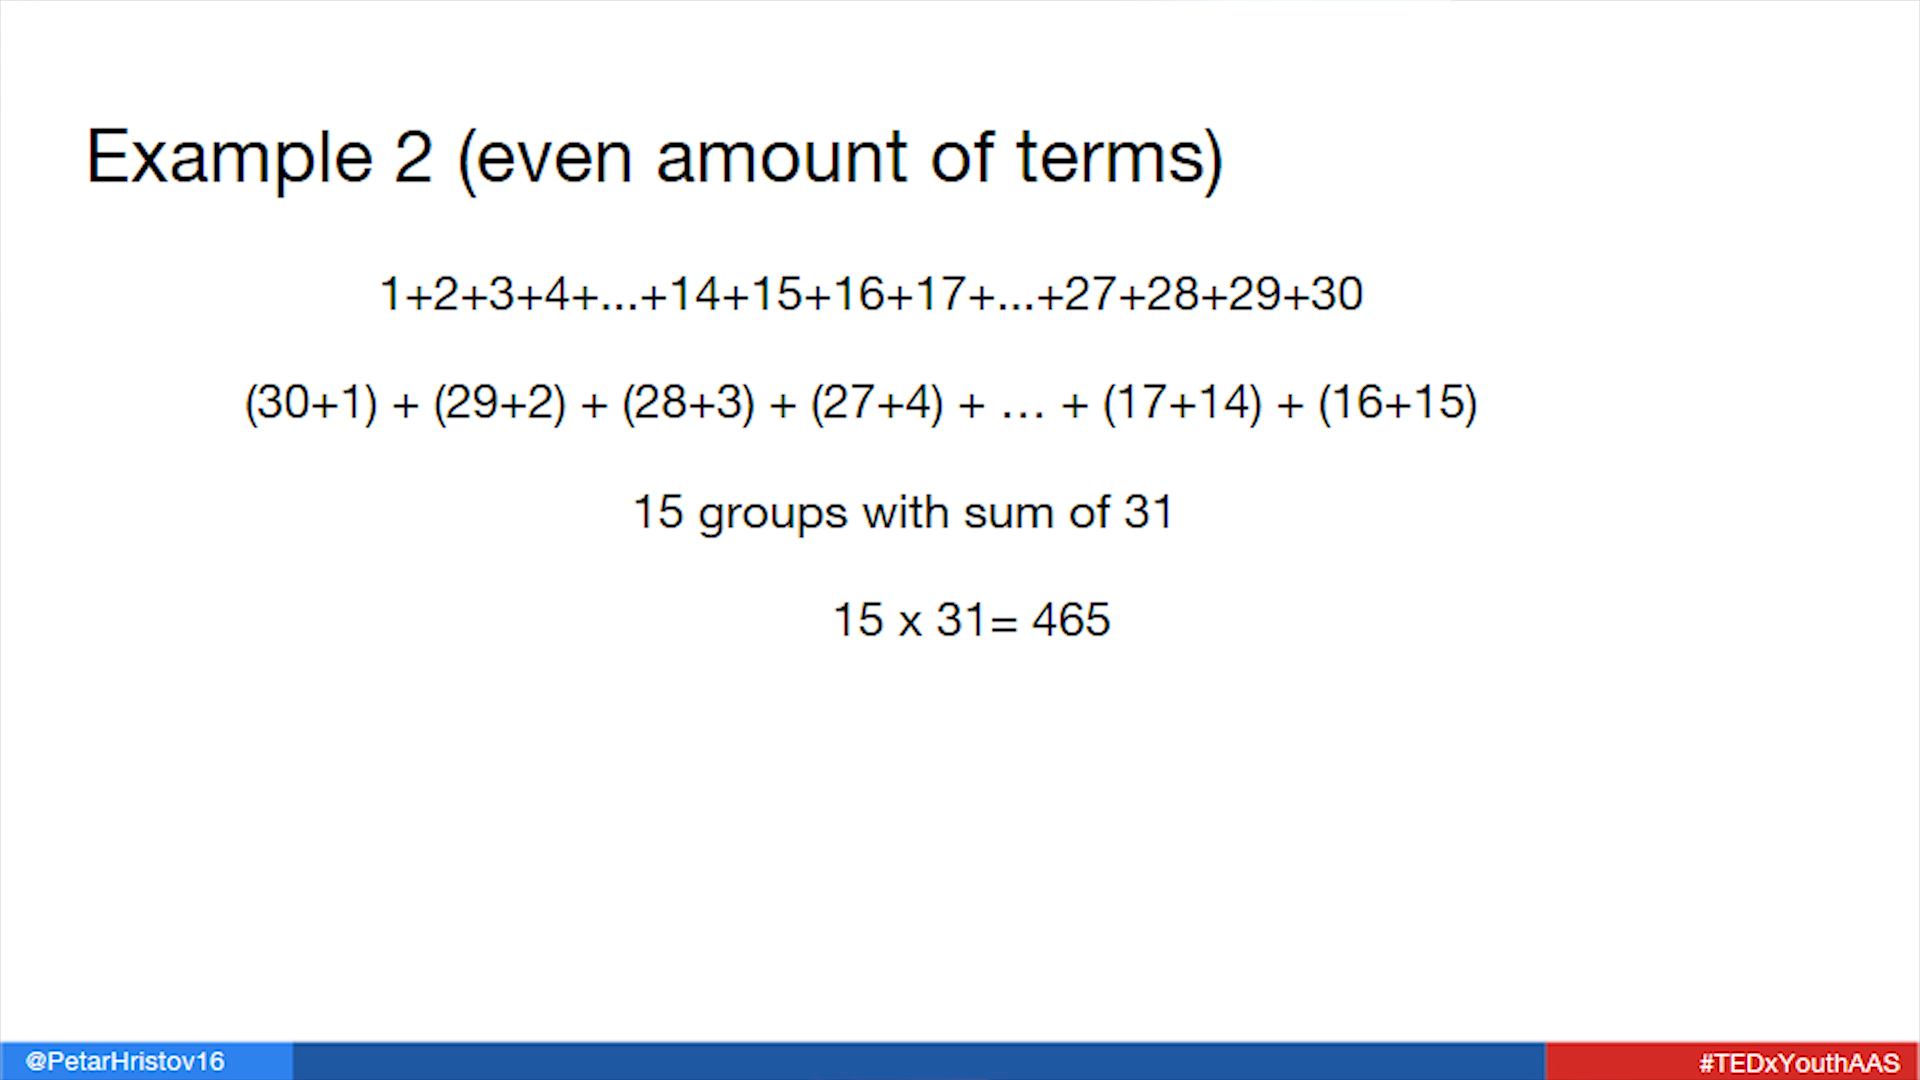 Example 2 (even amount of terms)
1+2+3+4+...+14+15+16+17+...+27+28+29+30
(30+1) + (29+2) + (28+3) + (27+4) + … + (17+14) + (16+15)
15 groups with sum of 31
15 x 31= 465
@PetarHristov16
#TEDxYouthAAS